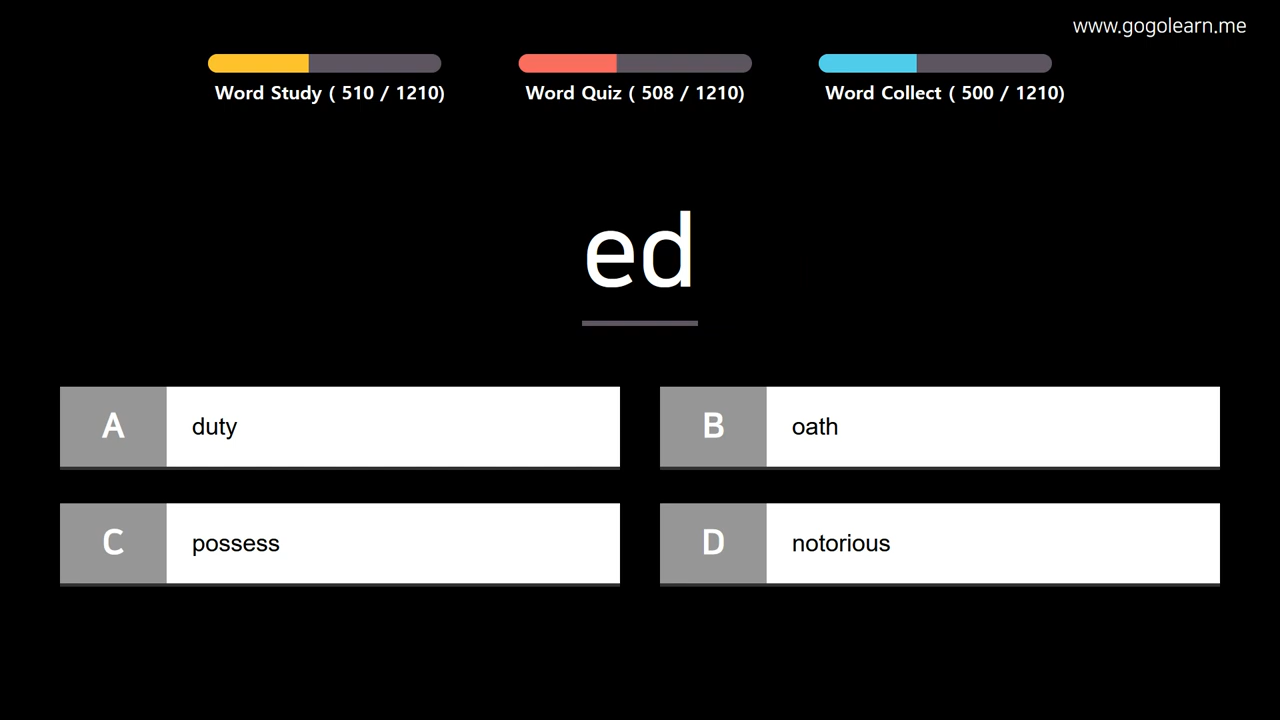 www.gogolearn.me
Word Study ( 510 / 1210)
Word Quiz ( 508 / 1210)
Word Collect ( 500 / 1210)
ed
A duty
B oath
C possess
D notorious